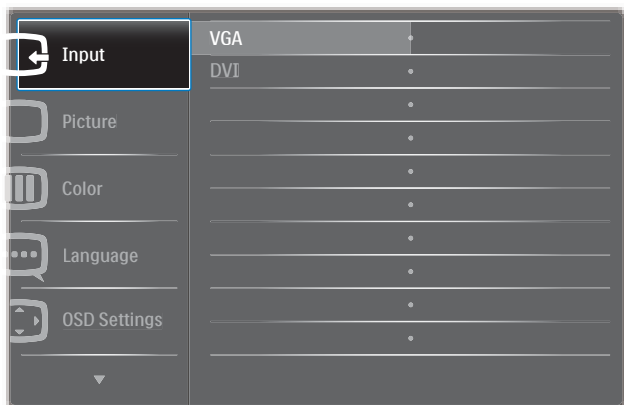 Input
VGA
DVI
Picture
Color
Language
OSD Settings